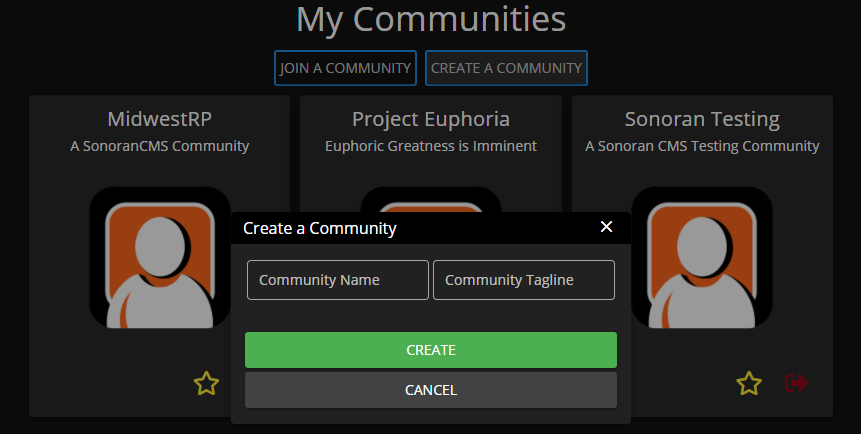 My Communities
JOIN A COMMUNITY CREATE A COMMUNITY
MidwestRP
A SonoranCMS Community
Project Euphoria
Euphoric Greatness is Imminent
Sonoran Testing
A Sonoran CMS Testing Community
Create a Community
Community Name Community Tagline
CREATE
CANCEL